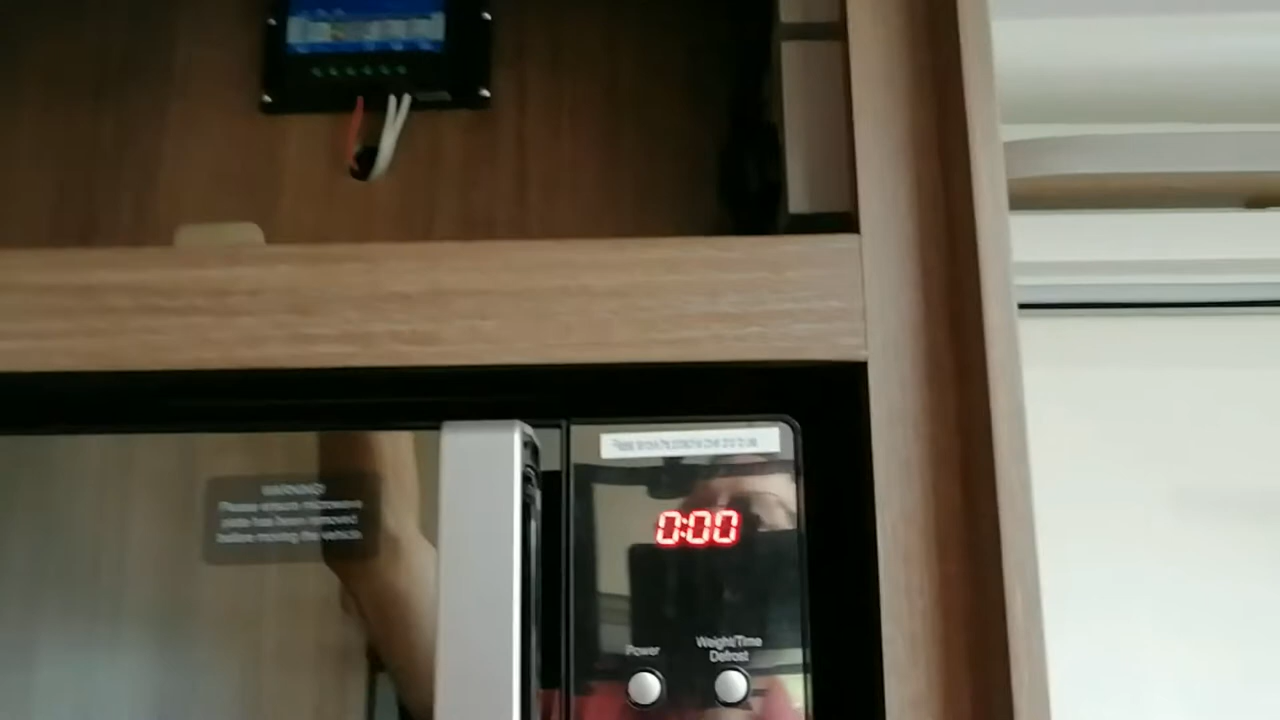 WARNING!
Please ensure microwave
plate has been removed
before moving the vehicle
0:00
Power
Weight/Time
Defrost